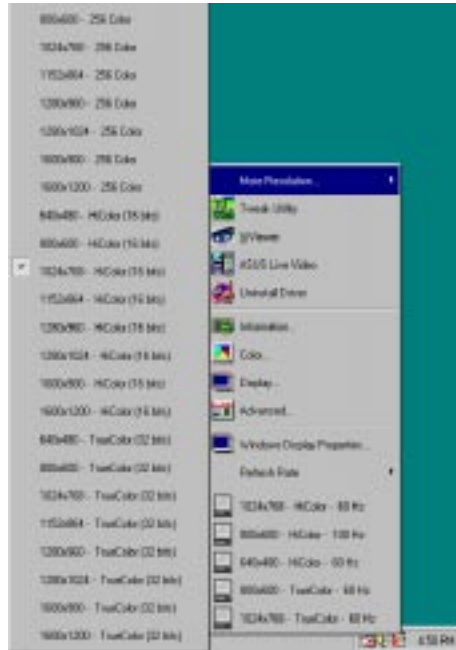 800x600 - 256 Color
1024x768 - 256 Color
1152x864 - 256 Color
1280x960 - 256 Color
1280x1024 - 256 Color
1600x900 - 256 Color
1600x1200 - 256 Color
640x480 - HiColor (16 bits)
800x600 - HiColor (16 bits)
1024x768 - HiColor (16 bits)
1152x864 - HiColor (16 bits)
1280x960 - HiColor (16 bits)
1280x1024 - HiColor (16 bits)
1600x900 - HiColor (16 bits)
1600x1200 - HiColor (16 bits)
640x480 - TrueColor (32 bits)
800x600 - TrueColor (32 bits)
1024x768 - TrueColor (32 bits)
1152x864 - TrueColor (32 bits)
1280x960 - TrueColor (32 bits)
1280x1024 - TrueColor (32 bits)
1600x900 - TrueColor (32 bits)
1600x1200 - TrueColor (32 bits)
More Resolution...
Tweak Utility
ASUS Live Video
Uninstall Driver
Information...
Color...
Display...
Advanced...
Windows Display Properties...
Refresh Rate
1024x768 - HiColor - 60 Hz
800x600 - HiColor - 100 Hz
640x480 - HiColor - 60 Hz
800x600 - TrueColor - 60 Hz
1024x768 - TrueColor - 60 Hz
4:50 PM